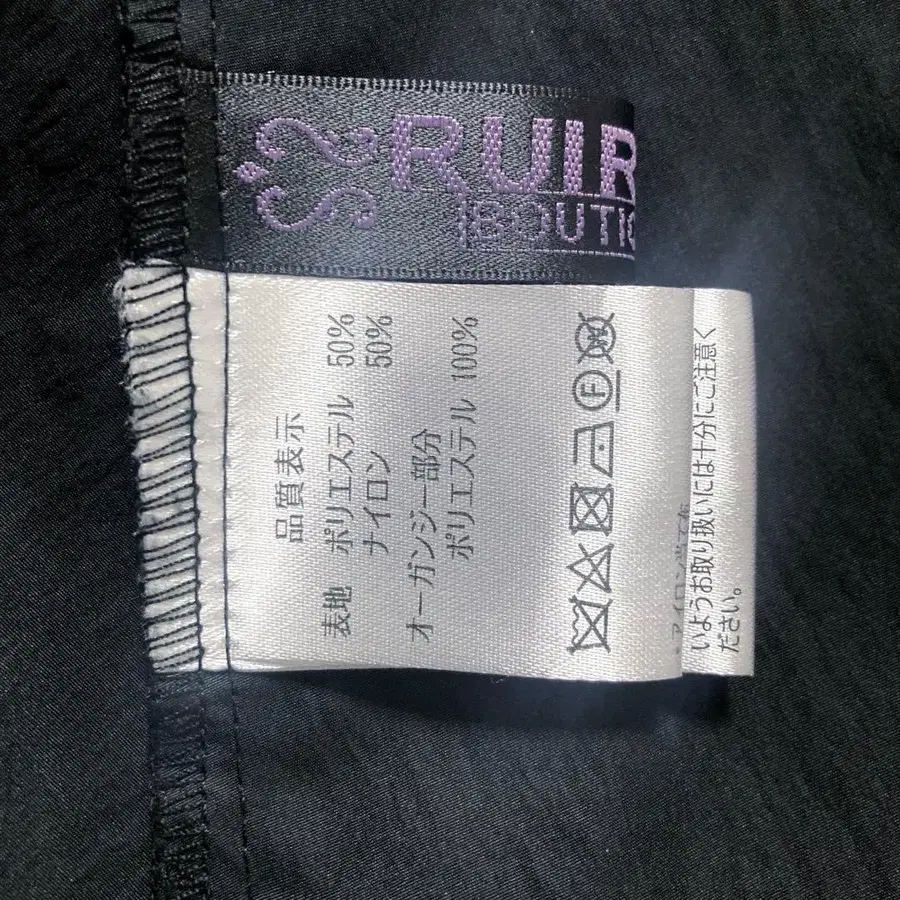 RUIR
BOUTIC
品質表示
表地 ポリエステル 50%
ナイロン 50%
オーガンジー部分
ポリエステル 100%
F
いようお取り扱いには十分にご注意く
ださい。